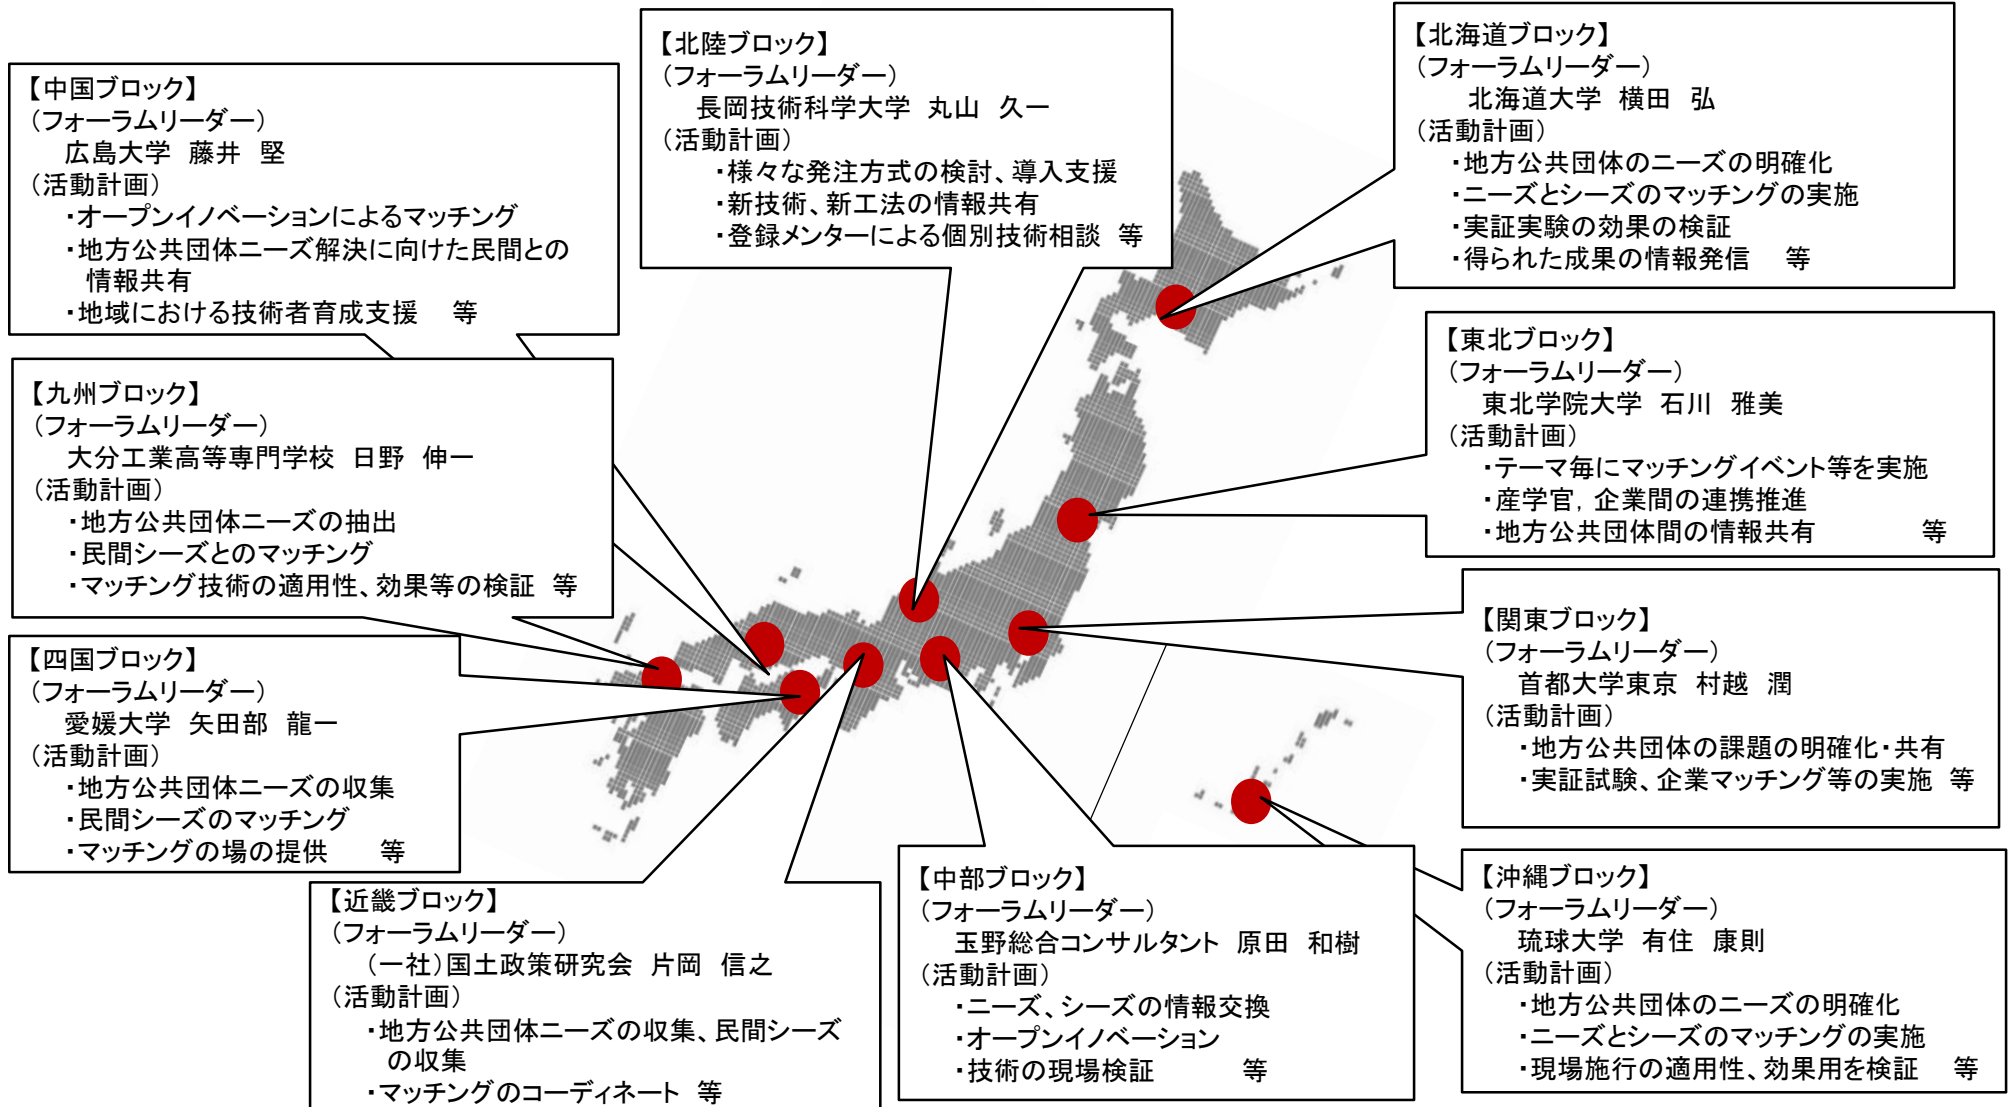 【中国ブロック】
(フォーラムリーダー)
広島大学 藤井 堅
(活動計画)
・オープンイノベーションによるマッチング
・地方公共団体ニーズ解決に向けた民間との
情報共有
・地域における技術者育成支援 等
【北陸ブロック】
(フォーラムリーダー)
長岡技術科学大学 丸山 久一
(活動計画)
・様々な発注方式の検討、導入支援
・新技術、新工法の情報共有
・登録メンターによる個別技術相談 等
【北海道ブロック】
(フォーラムリーダー)
北海道大学 横田 弘
(活動計画)
・地方公共団体のニーズの明確化
・ニーズとシーズのマッチングの実施
・実証実験の効果の検証
・得られた成果の情報発信 等
【九州ブロック】
(フォーラムリーダー)
大分工業高等専門学校 日野 伸一
(活動計画)
・地方公共団体ニーズの抽出
・民間シーズとのマッチング
・マッチング技術の適用性、効果等の検証 等
【東北ブロック】
(フォーラムリーダー)
東北学院大学 石川 雅美
(活動計画)
・テーマ毎にマッチングイベント等を実施
・産学官，企業間の連携推進
・地方公共団体間の情報共有 等
【四国ブロック】
(フォーラムリーダー)
愛媛大学 矢田部 龍一
(活動計画)
・地方公共団体ニーズの収集
・民間シーズのマッチング
・マッチングの場の提供 等
【関東ブロック】
(フォーラムリーダー)
首都大学東京 村越 潤
(活動計画)
・地方公共団体の課題の明確化・共有
・実証試験、企業マッチング等の実施 等
【近畿ブロック】
(フォーラムリーダー)
(一社)国土政策研究会 片岡 信之
(活動計画)
・地方公共団体ニーズの収集、民間シーズ
の収集
・マッチングのコーディネート 等
【中部ブロック】
(フォーラムリーダー)
玉野総合コンサルタント 原田 和樹
(活動計画)
・ニーズ、シーズの情報交換
・オープンイノベーション
・技術の現場検証 等
【沖縄ブロック】
(フォーラムリーダー)
琉球大学 有住 康則
(活動計画)
・地方公共団体のニーズの明確化
・ニーズとシーズのマッチングの実施
・現場施行の適用性、効果用を検証 等